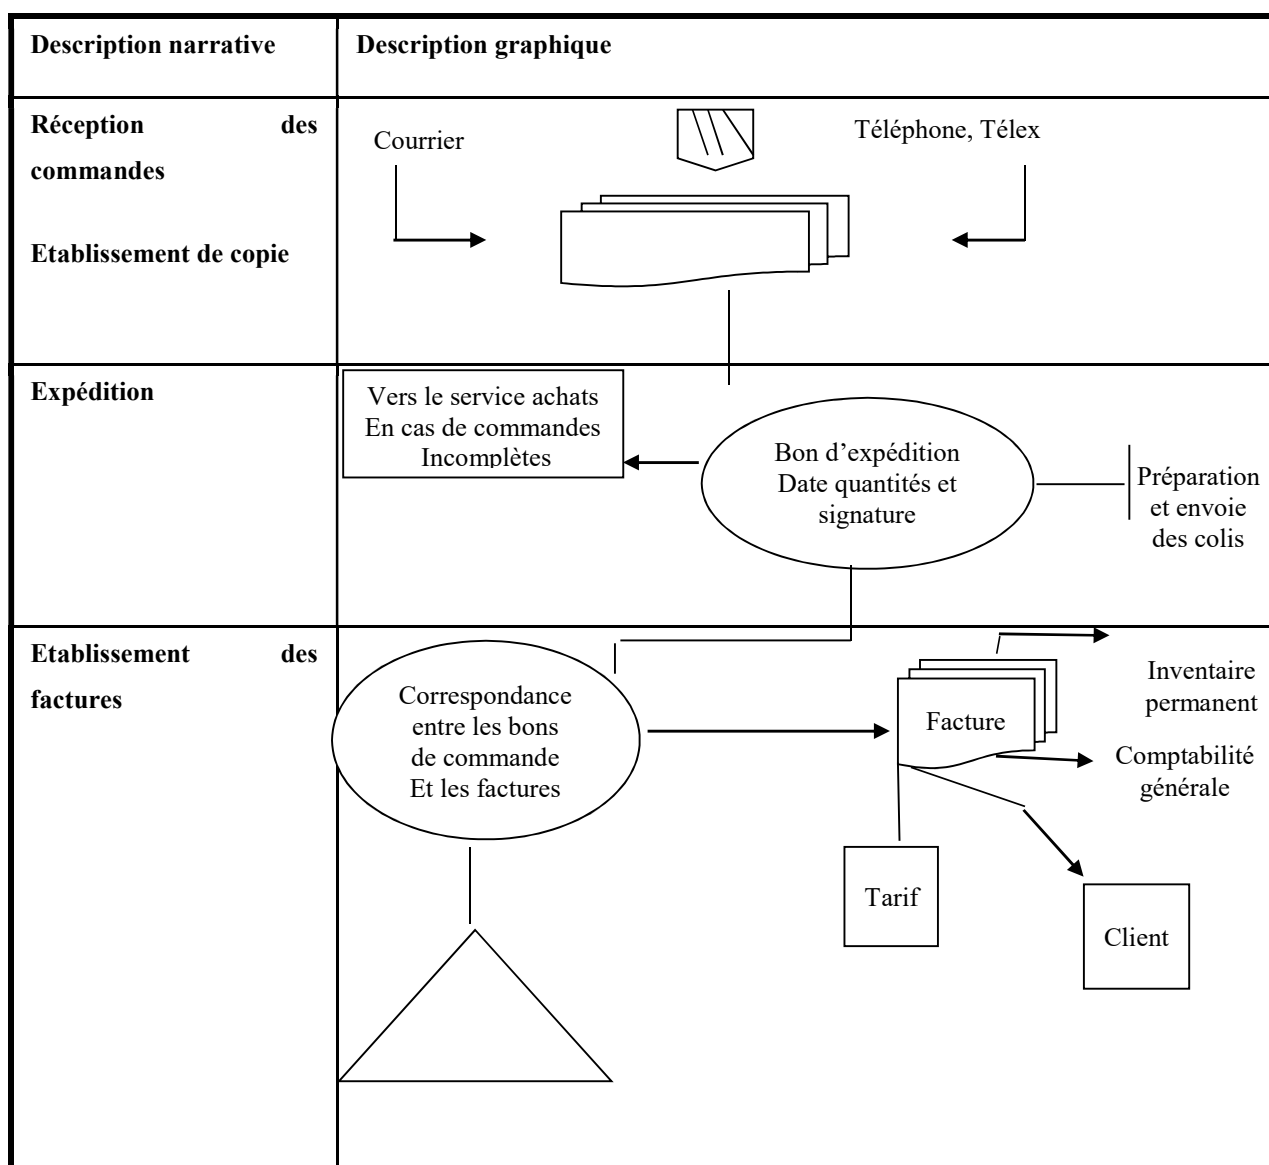 Description narrative
Description graphique
Réception des
commandes
Etablissement de copie
Courrier
Téléphone, Télex
Expédition
Vers le service achats
En cas de commandes
Incomplètes
Bon d’expédition
Date quantités et
signature
Préparation
et envoie
des colis
Etablissement des
factures
Correspondance
entre les bons
de commande
Et les factures
Facture
Inventaire
permanent
Comptabilité
générale
Tarif
Client